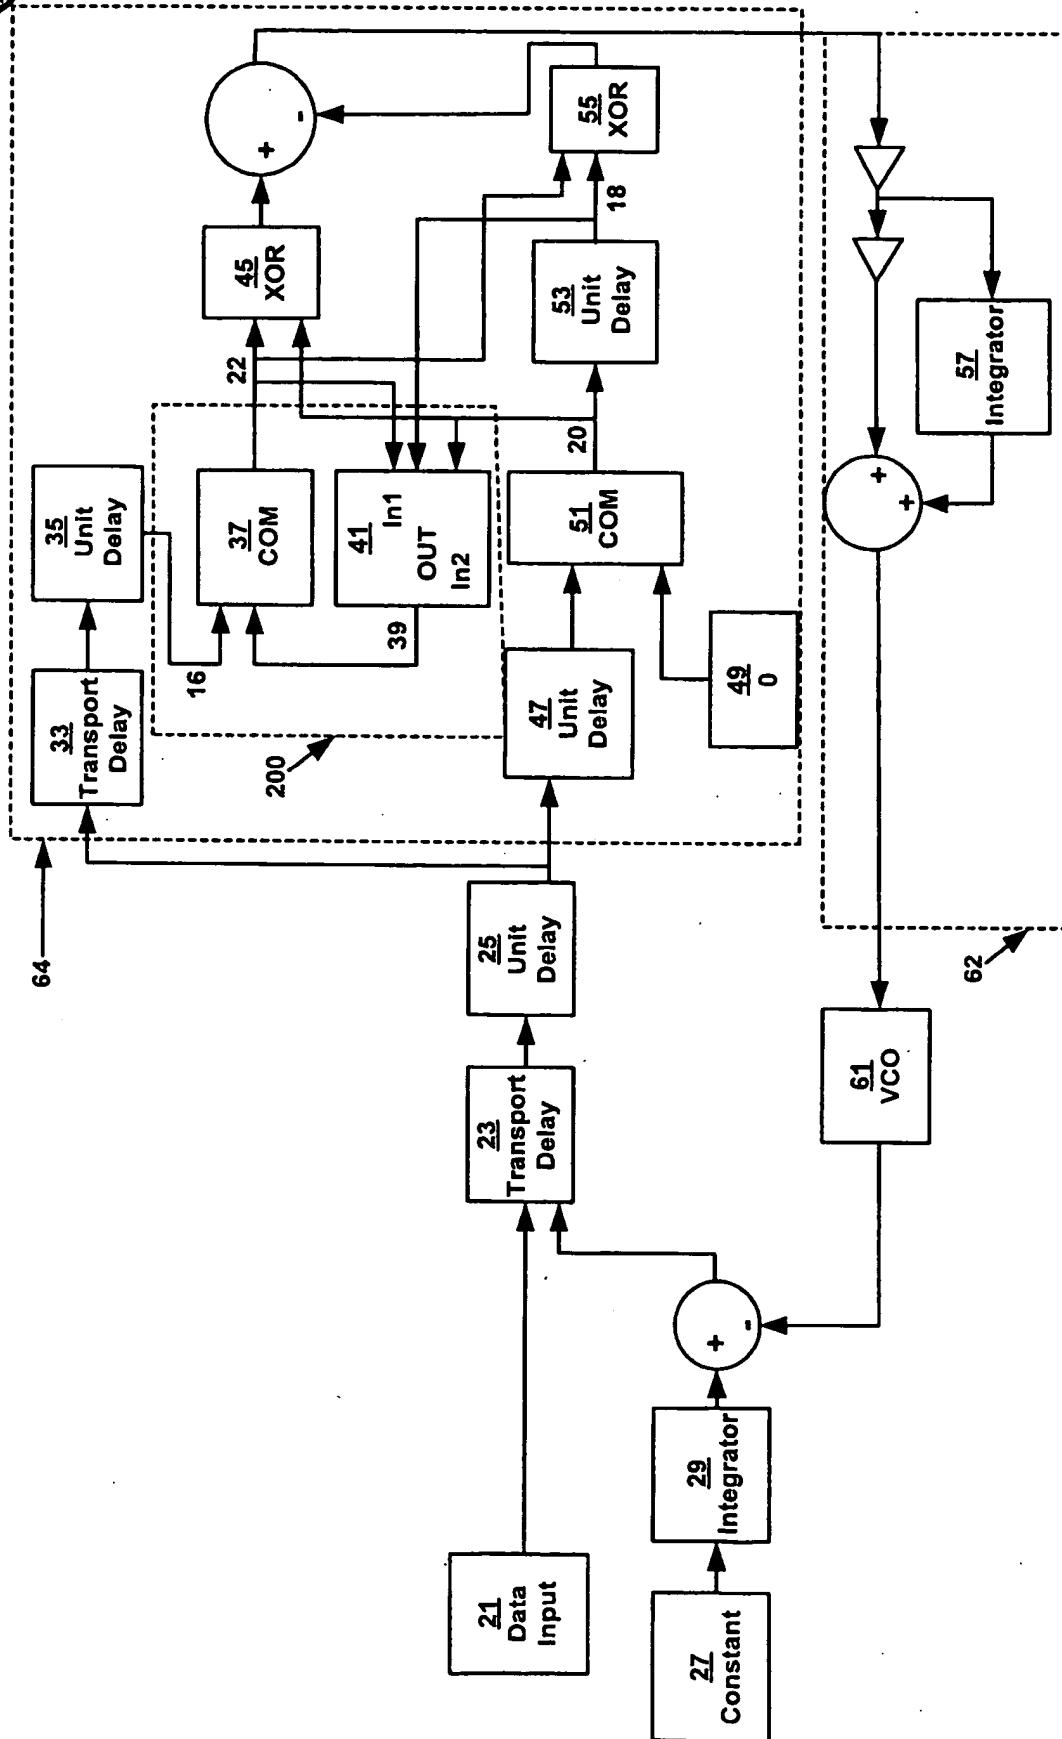 64
33
Transport
Delay
35
Unit
Delay
16
37
COM
22
45
XOR
+
-
200
39
41
In1
OUT
In2
47
Unit
Delay
49
0
51
COM
20
53
Unit
Delay
18
55
XOR
21
Data
Input
23
Transport
Delay
25
Unit
Delay
27
Constant
29
Integrator
+
-
61
VCO
62
+
+
57
Integrator